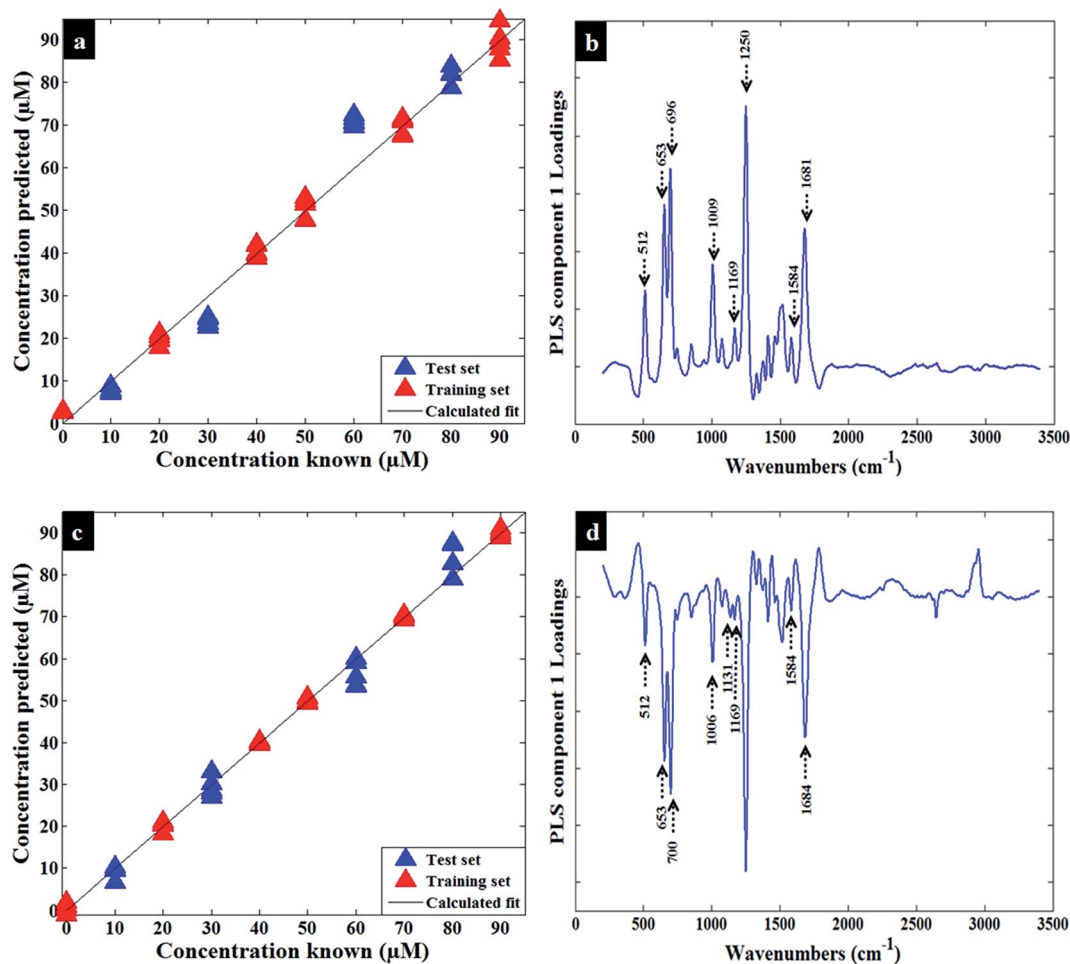 a
Concentration predicted (µM)
90
80
70
60
50
40
30
20
10
0
0 10 20 30 40 50 60 70 80 90
Concentration known (µM)
Test set
Training set
Calculated fit
b
PLS component 1 Loadings
0
512
653
696
1009
1169
1250
1584
1681
0 500 1000 1500 2000 2500 3000 3500
Wavenumbers (cm⁻¹)
c
Concentration predicted (µM)
90
80
70
60
50
40
30
20
10
0
0 10 20 30 40 50 60 70 80 90
Concentration known (µM)
Test set
Training set
Calculated fit
d
PLS component 1 Loadings
0
512
653
700
1006
1131
1169
1584
1684
0 500 1000 1500 2000 2500 3000 3500
Wavenumbers (cm⁻¹)